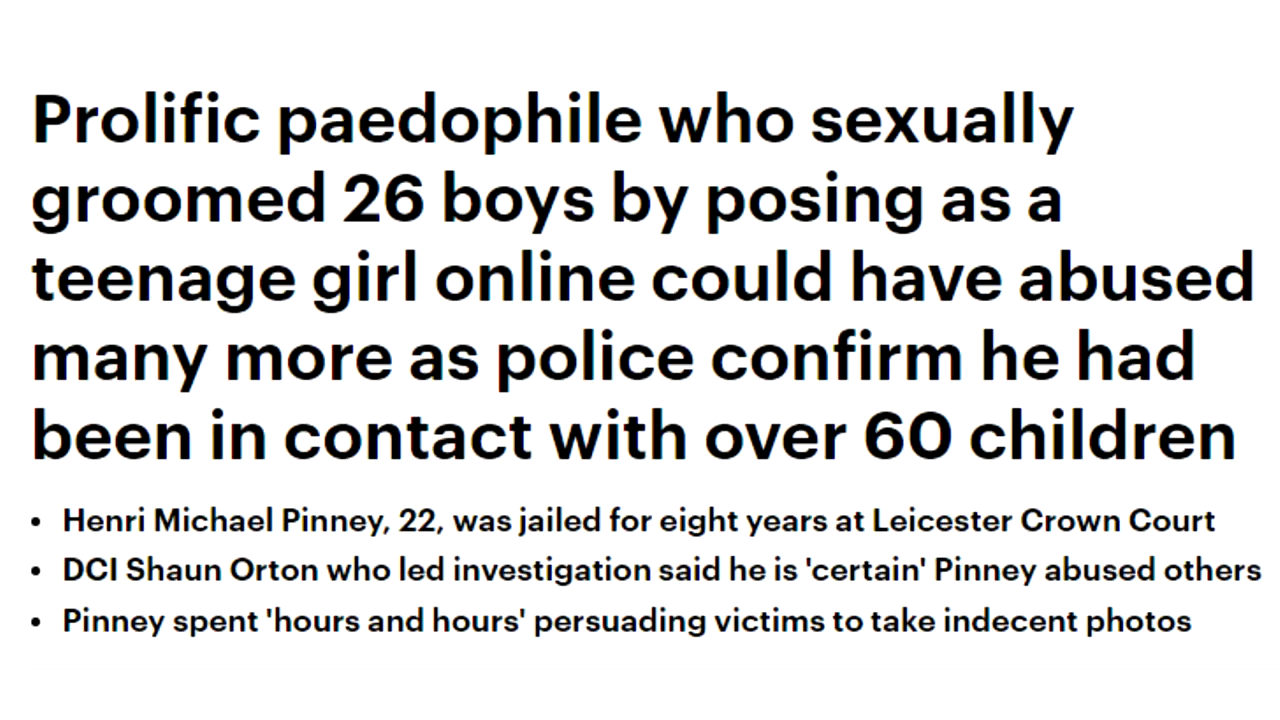 Prolific paedophile who sexually
groomed 26 boys by posing as a
teenage girl online could have abused
many more as police confirm he had
been in contact with over 60 children
• Henri Michael Pinney, 22, was jailed for eight years at Leicester Crown Court
• DCI Shaun Orton who led investigation said he is 'certain' Pinney abused others
• Pinney spent 'hours and hours' persuading victims to take indecent photos